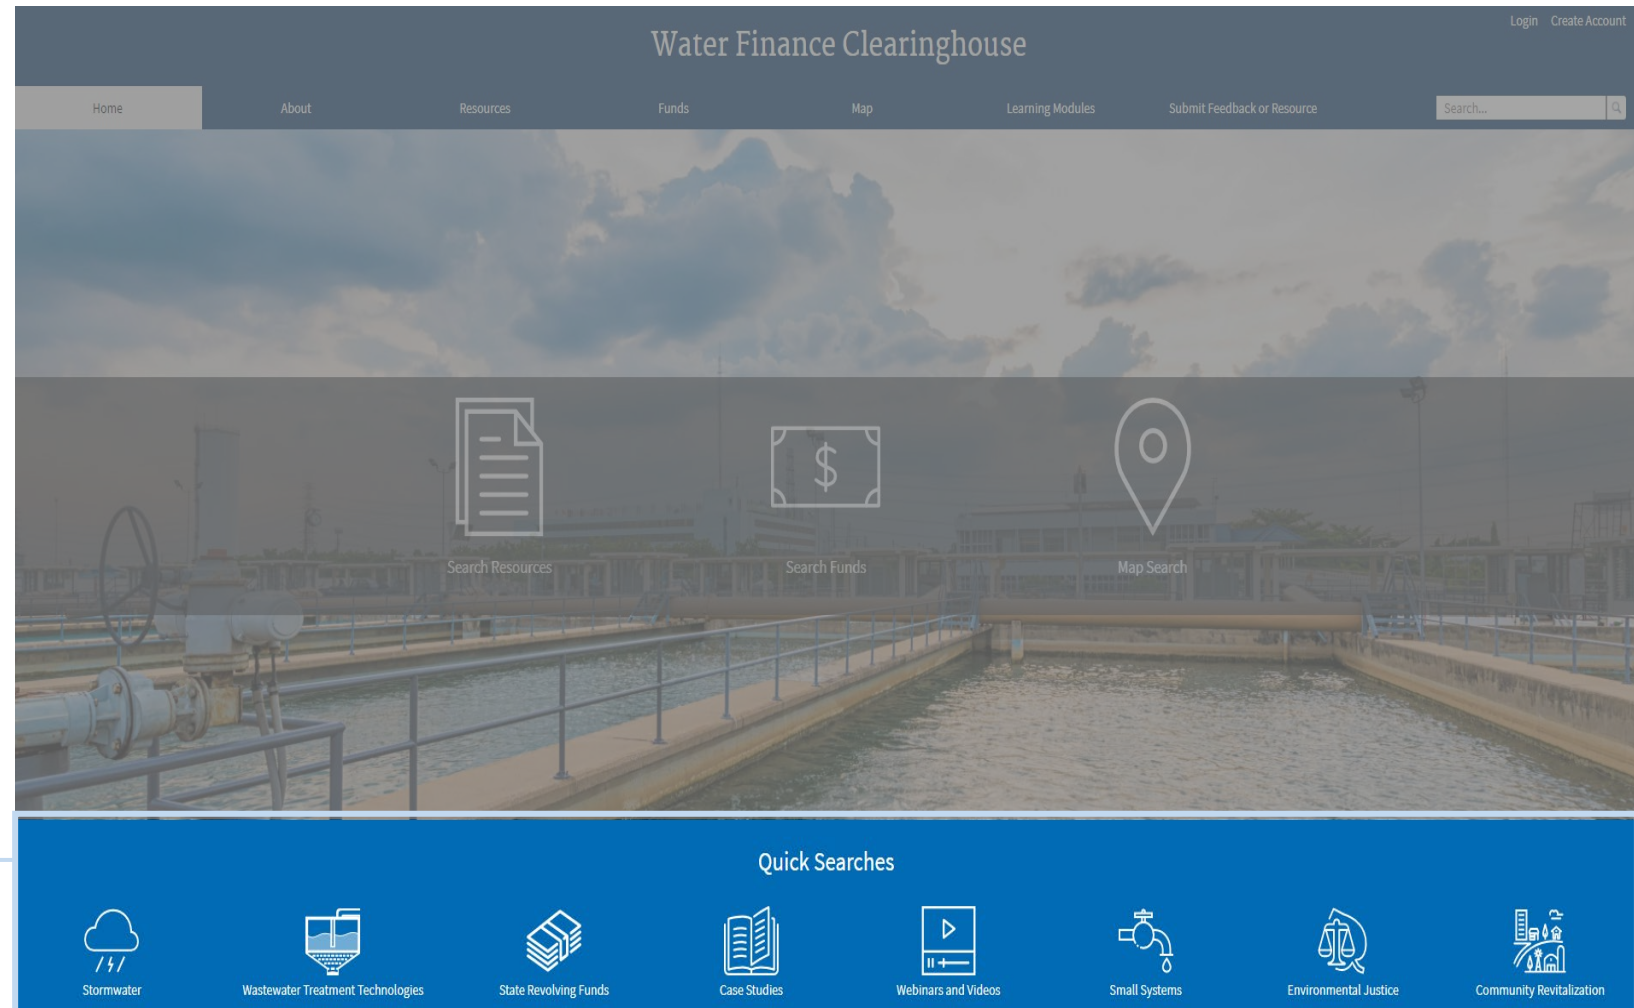 Login Create Account
Water Finance Clearinghouse
Home About Resources Funds Map Learning Modules Submit Feedback or Resource Search...
$
Search Resources Search Funds Map Search
Quick Searches
Stormwater Wastewater Treatment Technologies State Revolving Funds Case Studies Webinars and Videos Small Systems Environmental Justice Community Revitalization